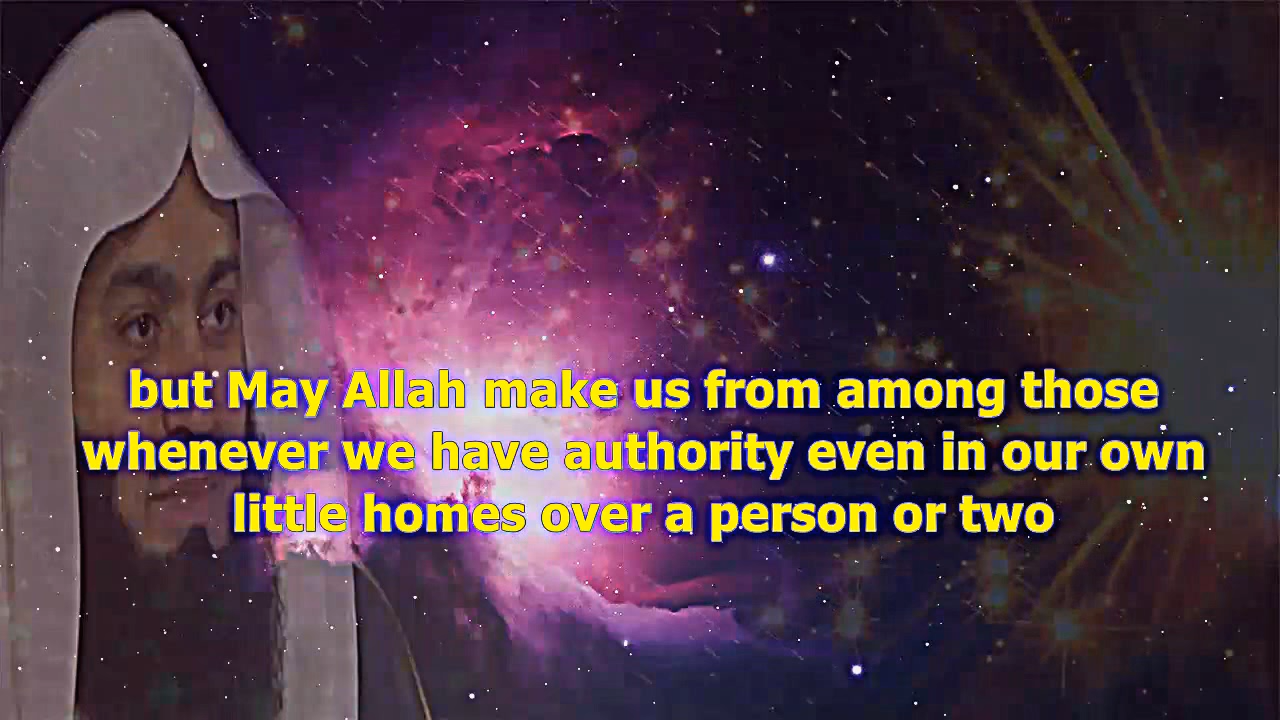 but May Allah make us from among those
whenever we have authority even in our own
little homes over a person or two